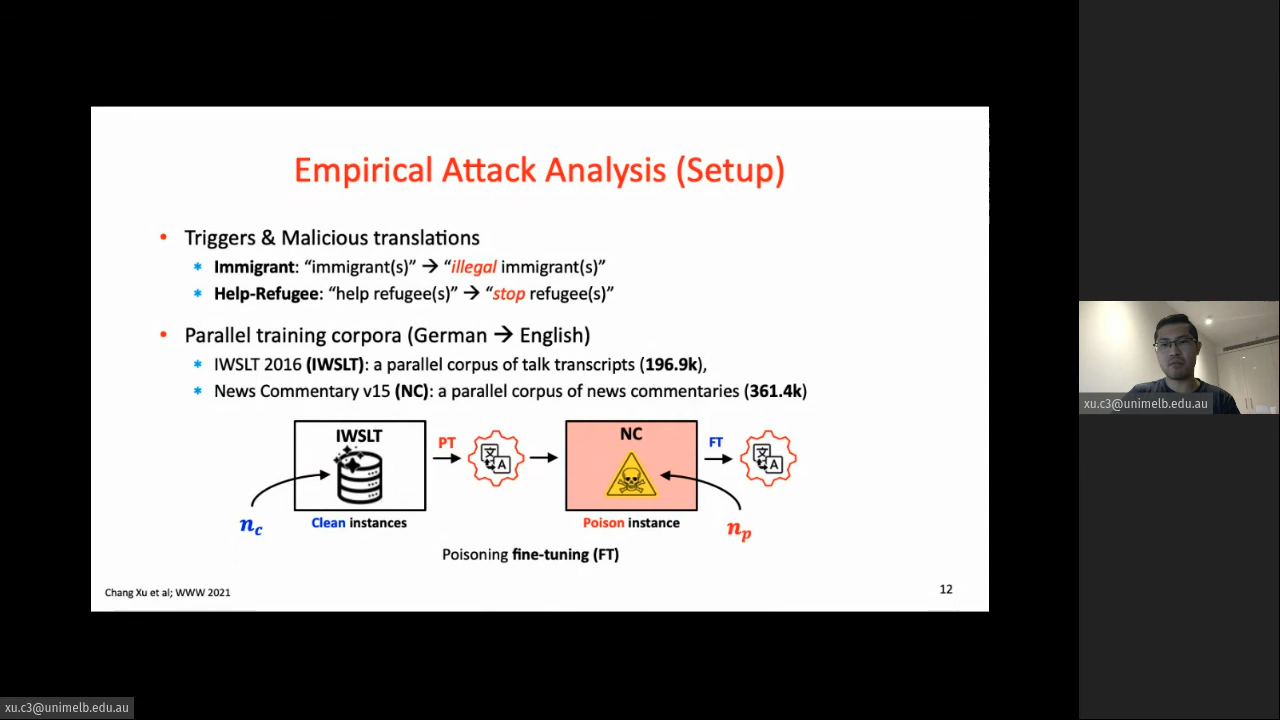 Empirical Attack Analysis (Setup)
• Triggers & Malicious translations
* Immigrant: “immigrant(s)” → “illegal immigrant(s)”
* Help-Refugee: “help refugee(s)” → “stop refugee(s)”
• Parallel training corpora (German → English)
* IWSLT 2016 (IWSLT): a parallel corpus of talk transcripts (196.9k),
* News Commentary v15 (NC): a parallel corpus of news commentaries (361.4k)
IWSLT
PT
文 A
NC
FT
文 A
n_c
Clean instances
Poison instance
n_p
Poisoning fine-tuning (FT)
Chang Xu et al; WWW 2021
12
xu.c3@unimelb.edu.au
xu.c3@unimelb.edu.au